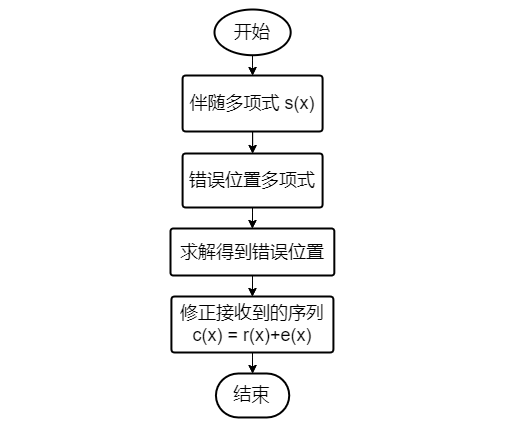 开始
伴随多项式 s(x)
错误位置多项式
求解得到错误位置
修正接收到的序列
c(x) = r(x)+e(x)
结束